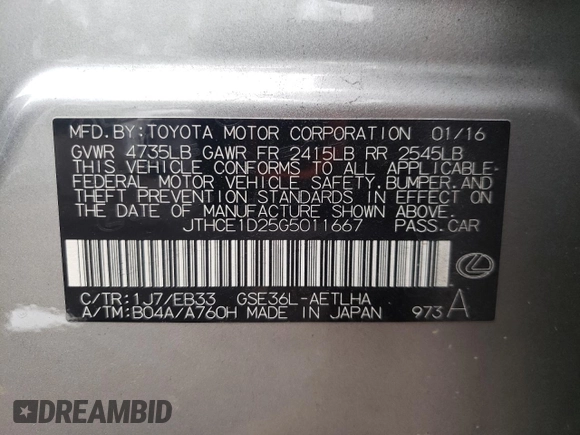 MFD.BY:TOYOTA MOTOR CORPORATION 01/16
GVWR 4735LB GAWR FR 2415LB RR 2545LB
THIS VEHICLE CONFORMS TO ALL APPLICABLE
FEDERAL MOTOR VEHICLE SAFETY,BUMPER,AND
THEFT PREVENTION STANDARDS IN EFFECT ON
THE DATE OF MANUFACTURE SHOWN ABOVE.
JTHCE1D25G5011667 PASS.CAR
C/TR:1J7/EB33 GSE36L-AETLHA
A/TM:B04A/A760H MADE IN JAPAN 973 A
DREAMBID